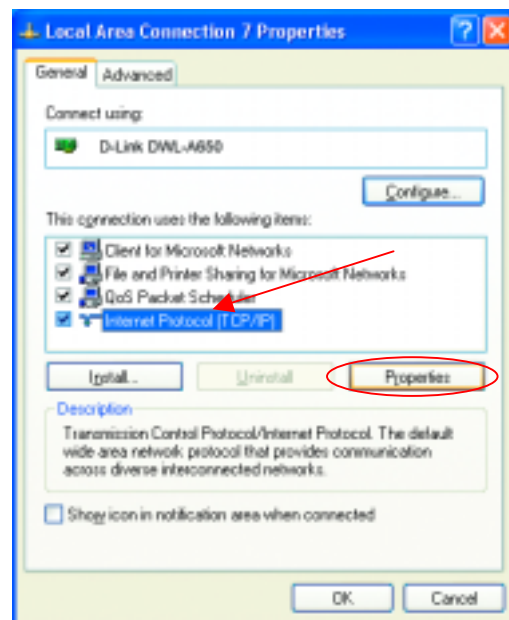 Local Area Connection 7 Properties
General
Advanced
Connect using:
D-Link DWL-A650
Configure...
This connection uses the following items:
Client for Microsoft Networks
File and Printer Sharing for Microsoft Networks
QoS Packet Scheduler
Internet Protocol (TCP/IP)
Install...
Uninstall
Properties
Description
Transmission Control Protocol/Internet Protocol. The default
wide area network protocol that provides communication
across diverse interconnected networks.
Show icon in notification area when connected
OK
Cancel